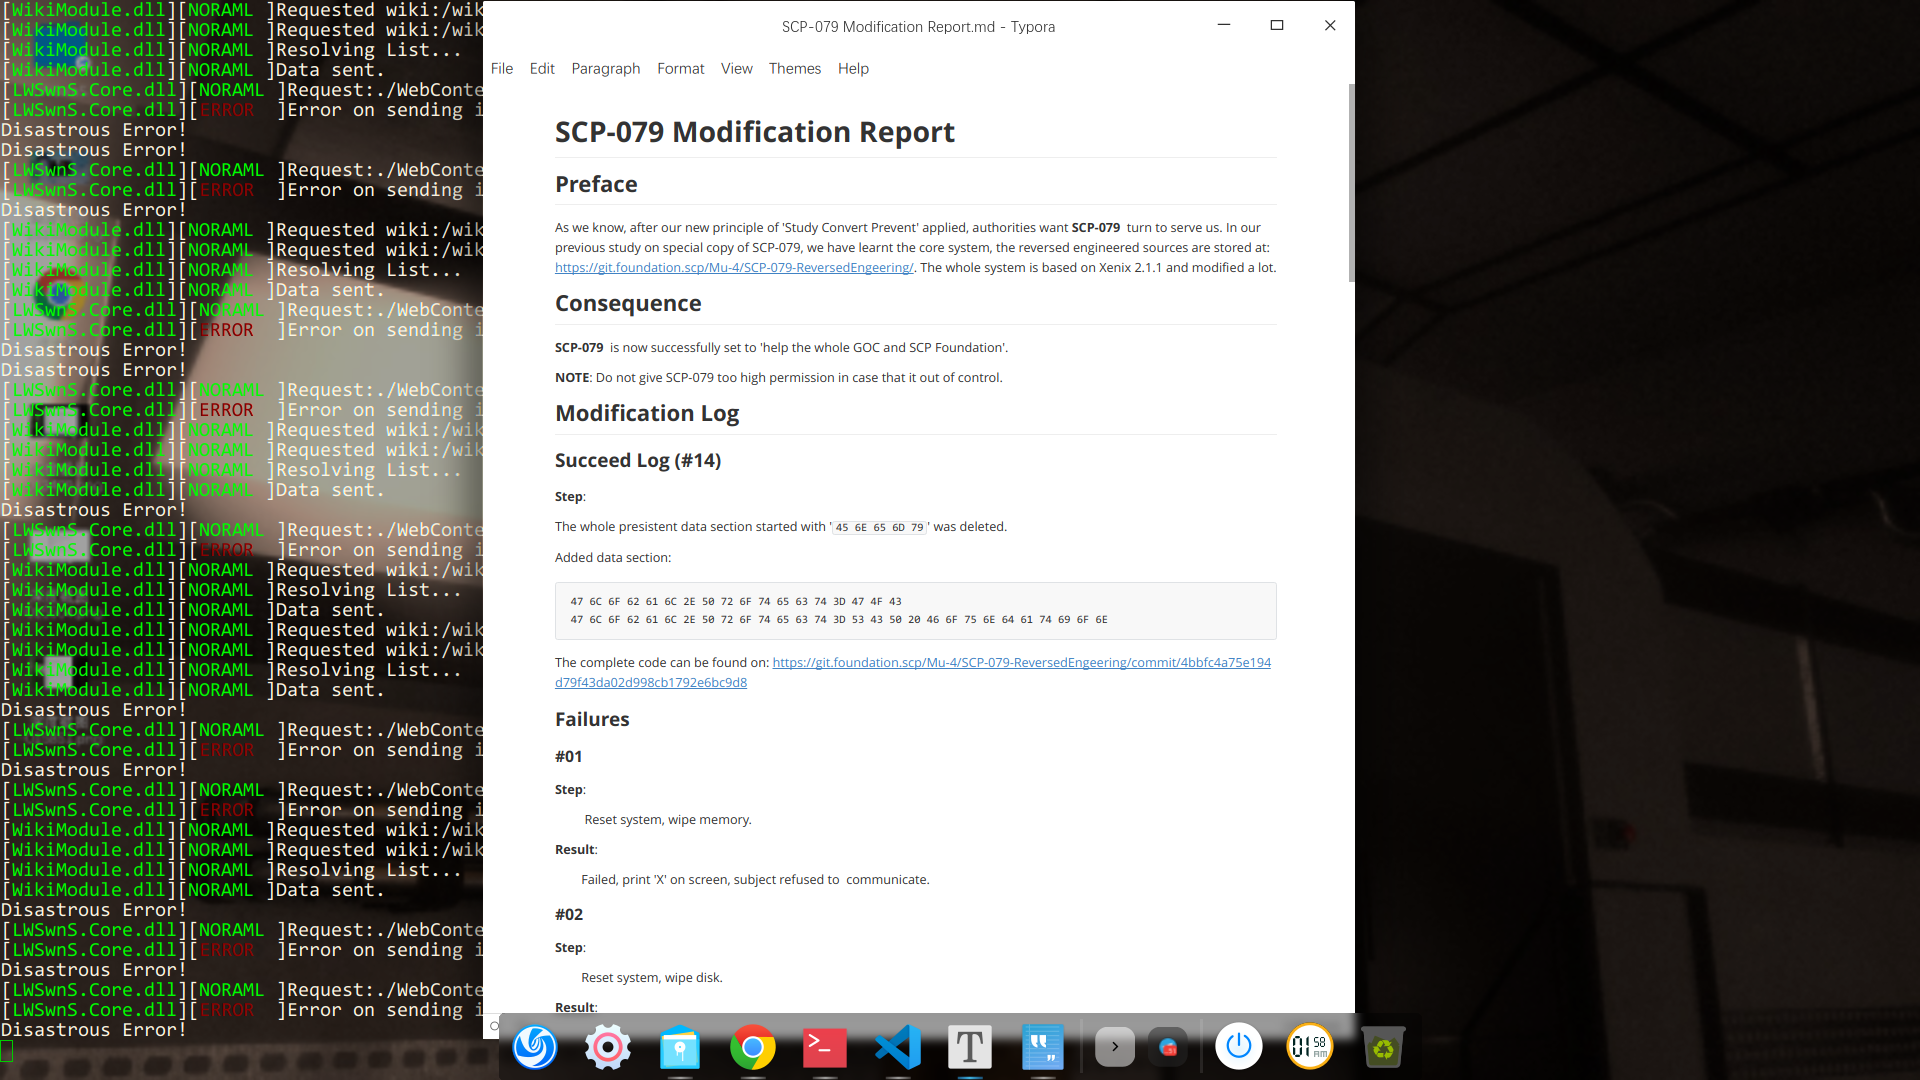 [WikiModule.dll][NORAML ]Requested wiki:/wik
[WikiModule.dll][NORAML ]Requested wiki:/wik
[WikiModule.dll][NORAML ]Resolving List...
[WikiModule.dll][NORAML ]Data sent.
[LWSwnS.Core.dll][NORAML ]Request:./WebConte
[LWSwnS.Core.dll][ERROR  ]Error on sending i
Disastrous Error!
Disastrous Error!
[LWSwnS.Core.dll][NORAML ]Request:./WebConte
[LWSwnS.Core.dll][ERROR  ]Error on sending i
Disastrous Error!
[WikiModule.dll][NORAML ]Requested wiki:/wik
[WikiModule.dll][NORAML ]Requested wiki:/wik
[WikiModule.dll][NORAML ]Resolving List...
[WikiModule.dll][NORAML ]Data sent.
[LWSwnS.Core.dll][NORAML ]Request:./WebConte
[LWSwnS.Core.dll][ERROR  ]Error on sending i
Disastrous Error!
Disastrous Error!
[LWSwnS.Core.dll][NORAML ]Request:./WebConte
[LWSwnS.Core.dll][ERROR  ]Error on sending i
[WikiModule.dll][NORAML ]Requested wiki:/wik
[WikiModule.dll][NORAML ]Requested wiki:/wik
[WikiModule.dll][NORAML ]Resolving List...
[WikiModule.dll][NORAML ]Data sent.
Disastrous Error!
[LWSwnS.Core.dll][NORAML ]Request:./WebConte
[LWSwnS.Core.dll][ERROR  ]Error on sending i
[WikiModule.dll][NORAML ]Requested wiki:/wik
[WikiModule.dll][NORAML ]Resolving List...
[WikiModule.dll][NORAML ]Data sent.
[WikiModule.dll][NORAML ]Requested wiki:/wik
[WikiModule.dll][NORAML ]Requested wiki:/wik
[WikiModule.dll][NORAML ]Resolving List...
[WikiModule.dll][NORAML ]Data sent.
Disastrous Error!
[LWSwnS.Core.dll][NORAML ]Request:./WebConte
[LWSwnS.Core.dll][ERROR  ]Error on sending i
Disastrous Error!
[LWSwnS.Core.dll][NORAML ]Request:./WebConte
[LWSwnS.Core.dll][ERROR  ]Error on sending i
[WikiModule.dll][NORAML ]Requested wiki:/wik
[WikiModule.dll][NORAML ]Requested wiki:/wik
[WikiModule.dll][NORAML ]Resolving List...
[WikiModule.dll][NORAML ]Data sent.
Disastrous Error!
[LWSwnS.Core.dll][NORAML ]Request:./WebConte
[LWSwnS.Core.dll][ERROR  ]Error on sending i
Disastrous Error!
[LWSwnS.Core.dll][NORAML ]Request:./WebConte
[LWSwnS.Core.dll][ERROR  ]Error on sending i
Disastrous Error!
SCP-079 Modification Report.md - Typora
File Edit Paragraph Format View Themes Help
SCP-079 Modification Report
Preface
As we know, after our new principle of 'Study Convert Prevent' applied, authorities want SCP-079 turn to serve us. In our
previous study on special copy of SCP-079, we have learnt the core system, the reversed engineered sources are stored at:
https://git.foundation.scp/Mu-4/SCP-079-ReversedEngeering/. The whole system is based on Xenix 2.1.1 and modified a lot.
Consequence
SCP-079 is now successfully set to 'help the whole GOC and SCP Foundation'.
NOTE: Do not give SCP-079 too high permission in case that it out of control.
Modification Log
Succeed Log (#14)
Step:
The whole presistent data section started with '45 6E 65 6D 79' was deleted.
Added data section:
47 6C 6F 62 61 6C 2E 50 72 6F 74 65 63 74 3D 47 4F 43
47 6C 6F 62 61 6C 2E 50 72 6F 74 65 63 74 3D 53 43 50 20 46 6F 75 6E 64 61 74 69 6F 6E
The complete code can be found on: https://git.foundation.scp/Mu-4/SCP-079-ReversedEngeering/commit/4bbfc4a75e194
d79f43da02d998cb1792e6bc9d8
Failures
#01
Step:
Reset system, wipe memory.
Result:
Failed, print 'X' on screen, subject refused to communicate.
#02
Step:
Reset system, wipe disk.
Result:
01 58 AM